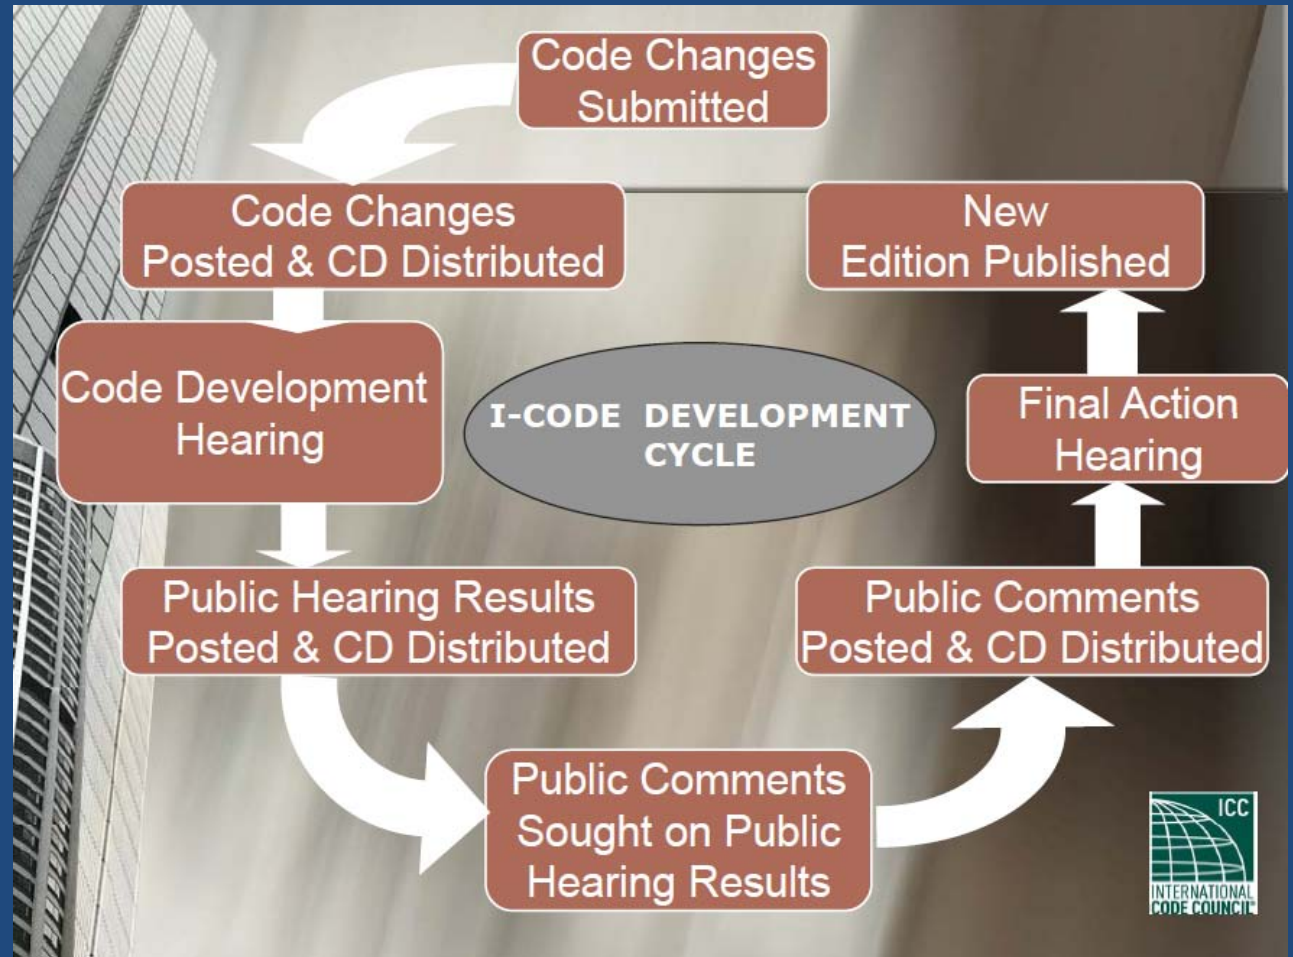 Code Changes
Submitted
Code Changes
Posted & CD Distributed
Code Development
Hearing
Public Hearing Results
Posted & CD Distributed
Public Comments
Sought on Public
Hearing Results
Public Comments
Posted & CD Distributed
Final Action
Hearing
New
Edition Published
I-CODE DEVELOPMENT
CYCLE
ICC
INTERNATIONAL
CODE COUNCIL®